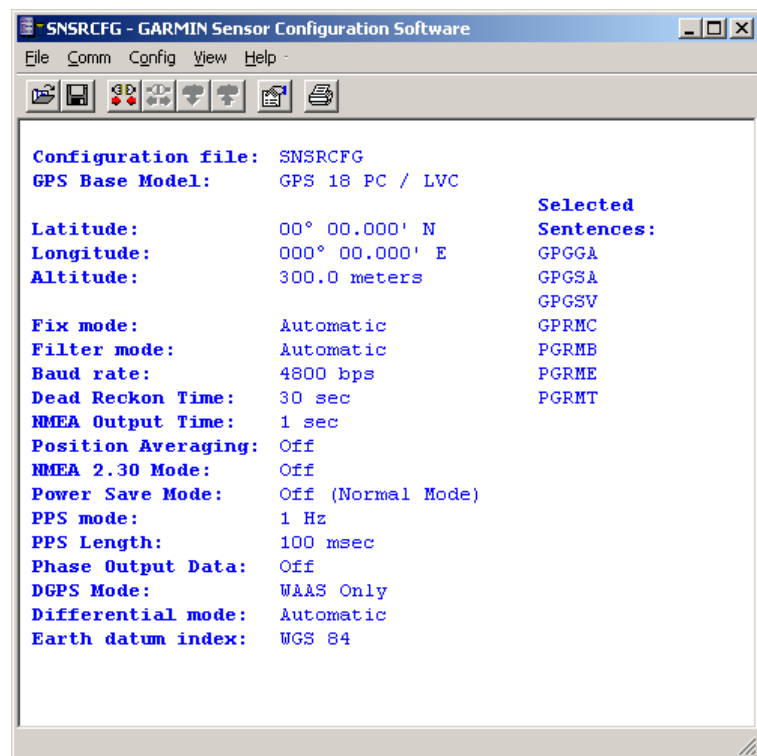 SNSRCFG - GARMIN Sensor Configuration Software
File Comm Config View Help
Configuration file: SNSRCFG
GPS Base Model: GPS 18 PC / LVC
Selected
Latitude: 00° 00.000' N Sentences:
Longitude: 000° 00.000' E GPGGA
Altitude: 300.0 meters GPGSA
GPGSV
Fix mode: Automatic GPRMC
Filter mode: Automatic PGRMB
Baud rate: 4800 bps PGRME
Dead Reckon Time: 30 sec PGRMT
NMEA Output Time: 1 sec
Position Averaging: Off
NMEA 2.30 Mode: Off
Power Save Mode: Off (Normal Mode)
PPS mode: 1 Hz
PPS Length: 100 msec
Phase Output Data: Off
DGPS Mode: WAAS Only
Differential mode: Automatic
Earth datum index: WGS 84